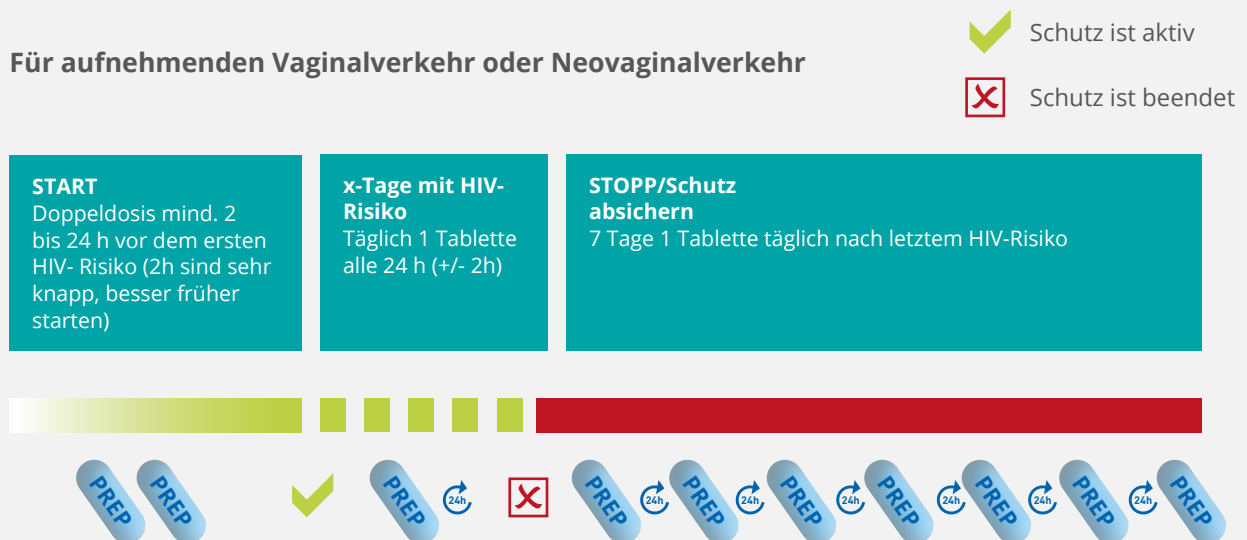 Für aufnehmenden Vaginalverkehr oder Neovaginalverkehr
Schutz ist aktiv
Schutz ist beendet
START
Doppeldosis mind. 2
bis 24 h vor dem ersten
HIV- Risiko (2h sind sehr
knapp, besser früher
starten)
x-Tage mit HIV-
Risiko
Täglich 1 Tablette
alle 24 h (+/- 2h)
STOPP/Schutz
absichern
7 Tage 1 Tablette täglich nach letztem HIV-Risiko
PREP PREP PREP 24h PREP 24h PREP 24h PREP 24h PREP 24h PREP 24h PREP 24h PREP